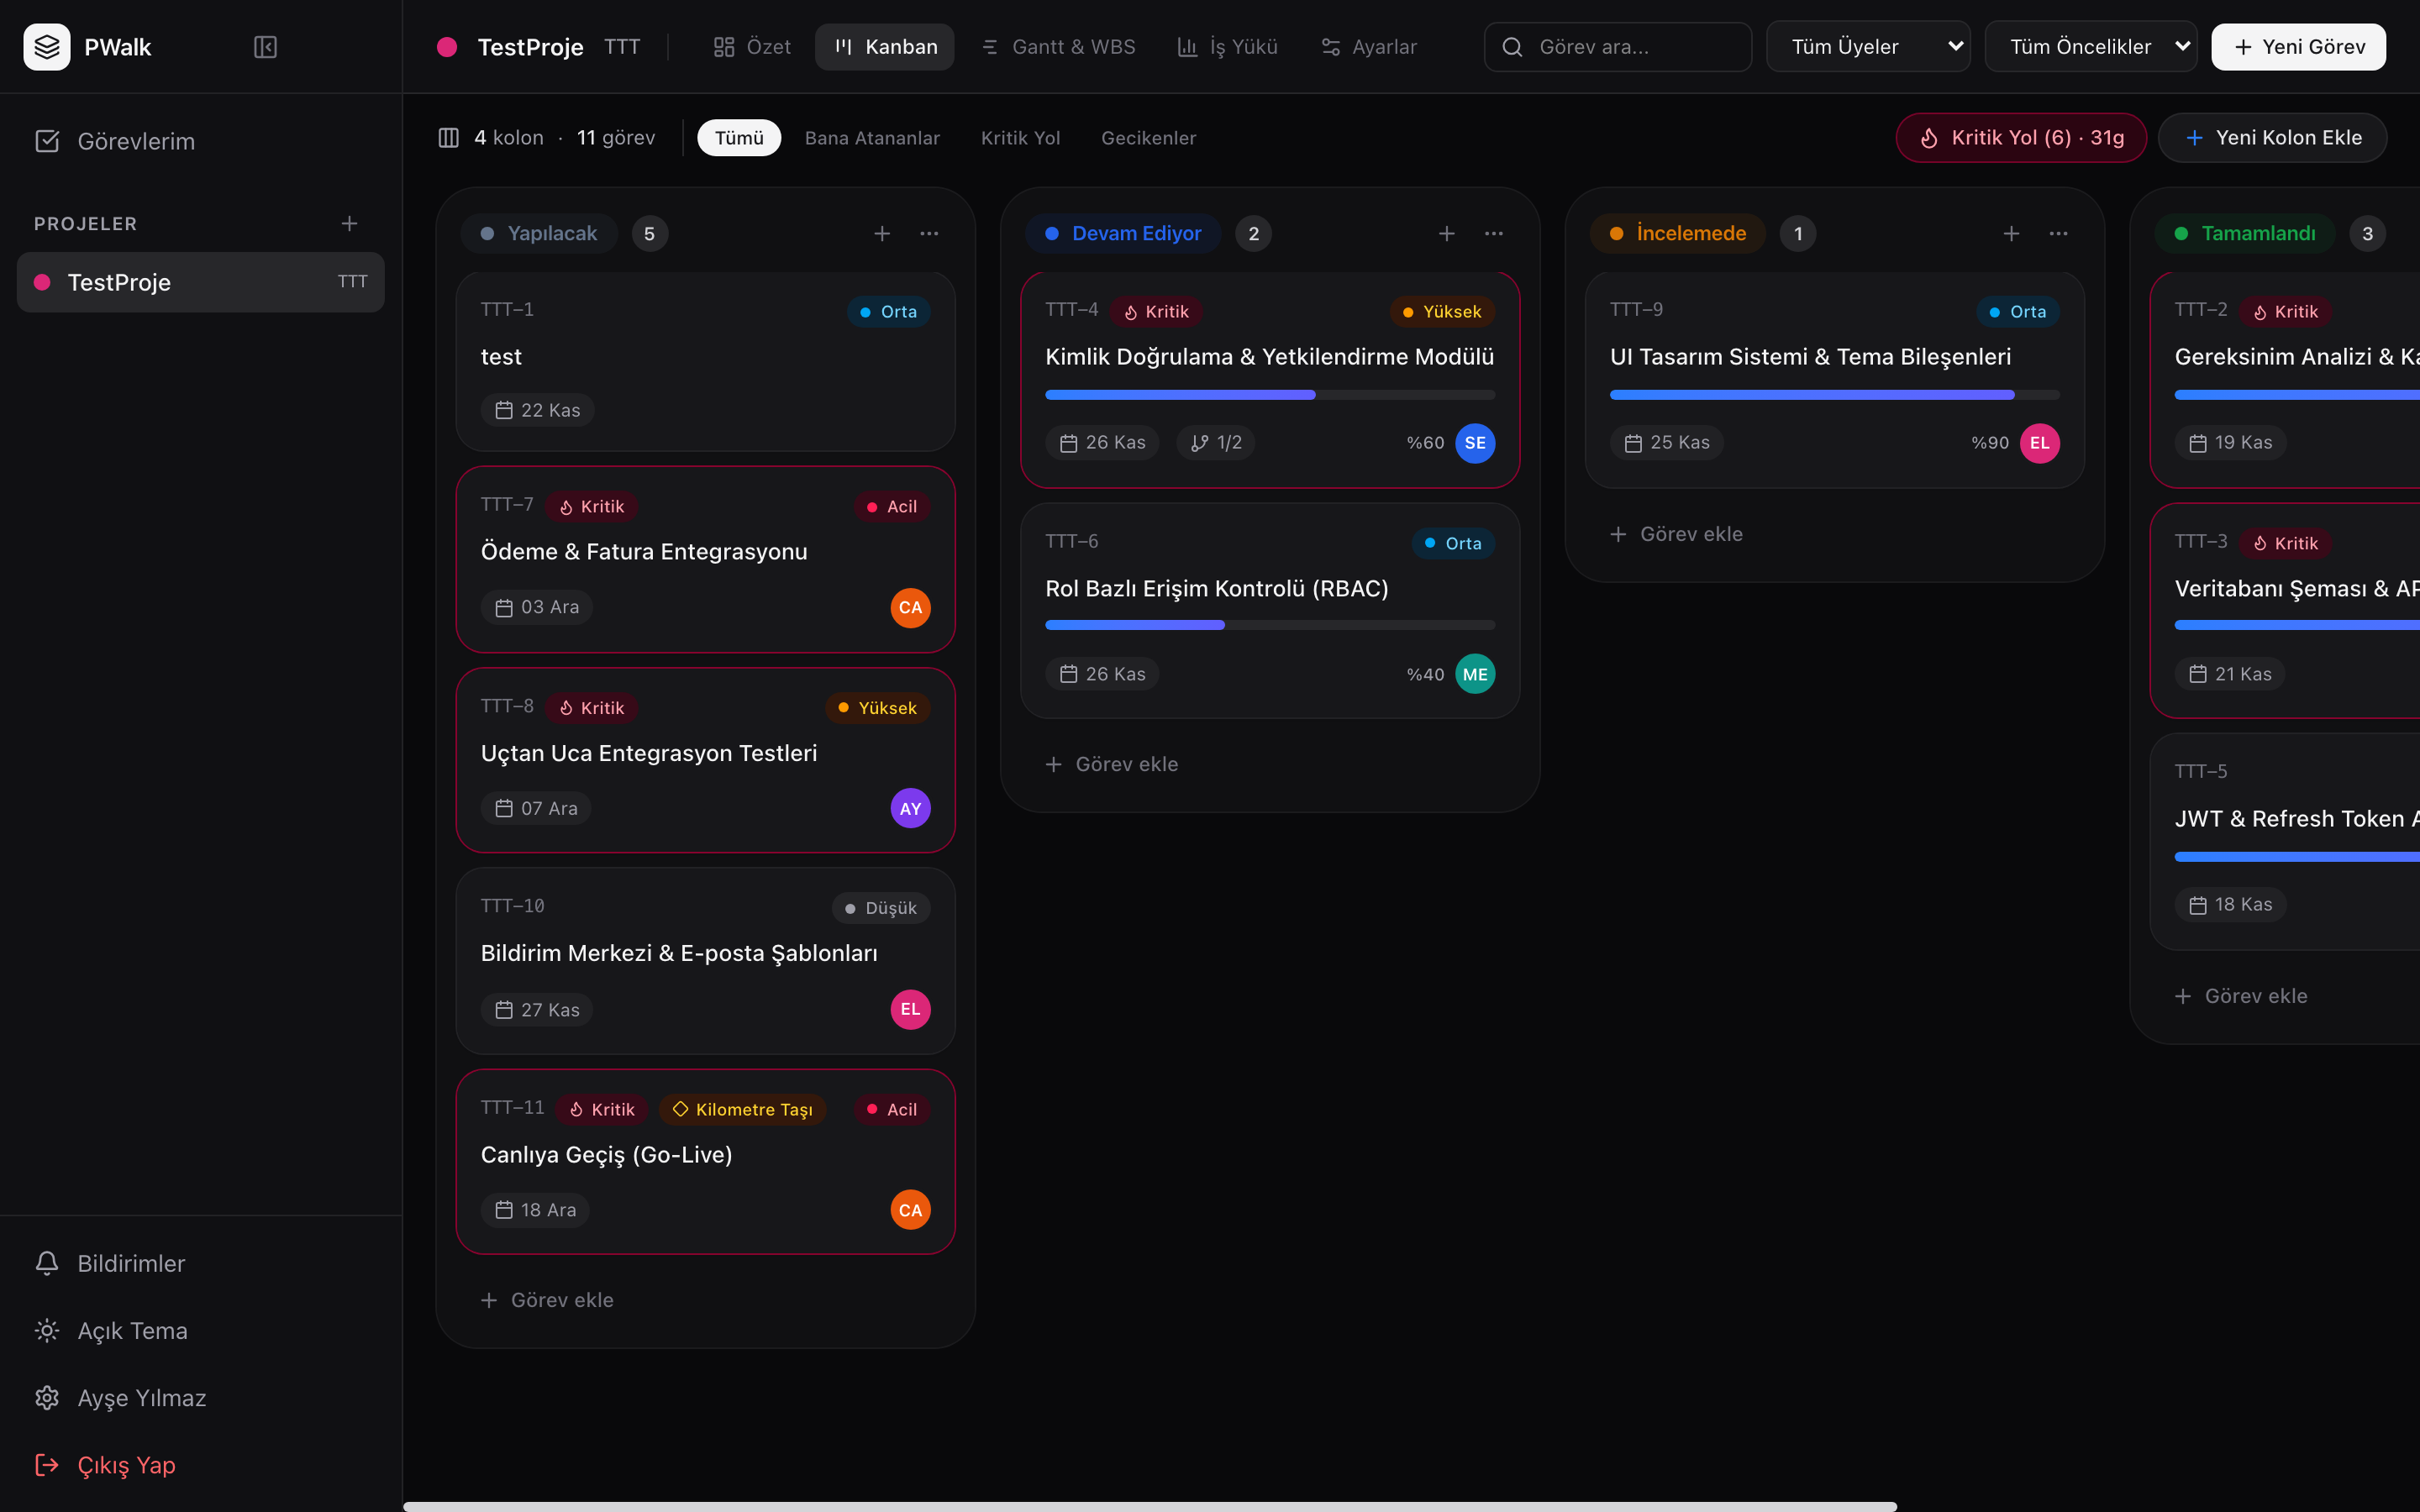 PWalk
Görevlerim
PROJELER
TestProje TTT
Bildirimler
Açık Tema
Ayşe Yılmaz
Çıkış Yap
TestProje TTT Özet Kanban Gantt & WBS İş Yükü Ayarlar Görev ara... Tüm Üyeler Tüm Öncelikler Yeni Görev
4 kolon · 11 görev Tümü Bana Atananlar Kritik Yol Gecikenler Kritik Yol (6) · 31g Yeni Kolon Ekle
Yapılacak 5
TTT-1 Orta
test
22 Kas
TTT-7 Kritik Acil
Ödeme & Fatura Entegrasyonu
03 Ara CA
TTT-8 Kritik Yüksek
Uçtan Uca Entegrasyon Testleri
07 Ara AY
TTT-10 Düşük
Bildirim Merkezi & E-posta Şablonları
27 Kas EL
TTT-11 Kritik Kilometre Taşı Acil
Canlıya Geçiş (Go-Live)
18 Ara CA
Görev ekle
Devam Ediyor 2
TTT-4 Kritik Yüksek
Kimlik Doğrulama & Yetkilendirme Modülü
26 Kas 1/2 %60 SE
TTT-6 Orta
Rol Bazlı Erişim Kontrolü (RBAC)
26 Kas %40 ME
Görev ekle
İncelemede 1
TTT-9 Orta
UI Tasarım Sistemi & Tema Bileşenleri
25 Kas %90 EL
Görev ekle
Tamamlandı 3
TTT-2 Kritik
Gereksinim Analizi &
19 Kas
TTT-3 Kritik
Veritabanı Şeması &
21 Kas
TTT-5
JWT & Refresh Token
18 Kas
Görev ekle